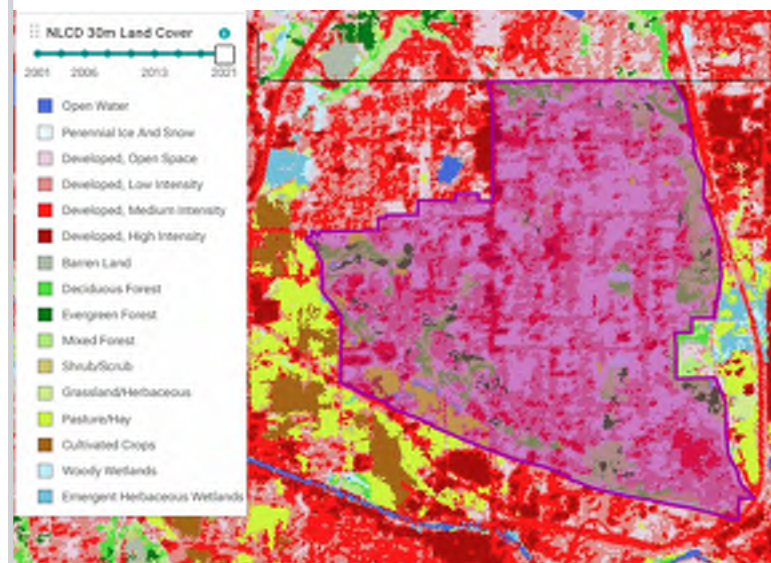 NLCD 30m Land Cover
2001 2006 2013 2021
Open Water
Perennial Ice And Snow
Developed, Open Space
Developed, Low Intensity
Developed, Medium Intensity
Developed, High Intensity
Barren Land
Deciduous Forest
Evergreen Forest
Mixed Forest
Shrub/Scrub
Grassland/Herbaceous
Pasture/Hay
Cultivated Crops
Woody Wetlands
Emergent Herbaceous Wetlands